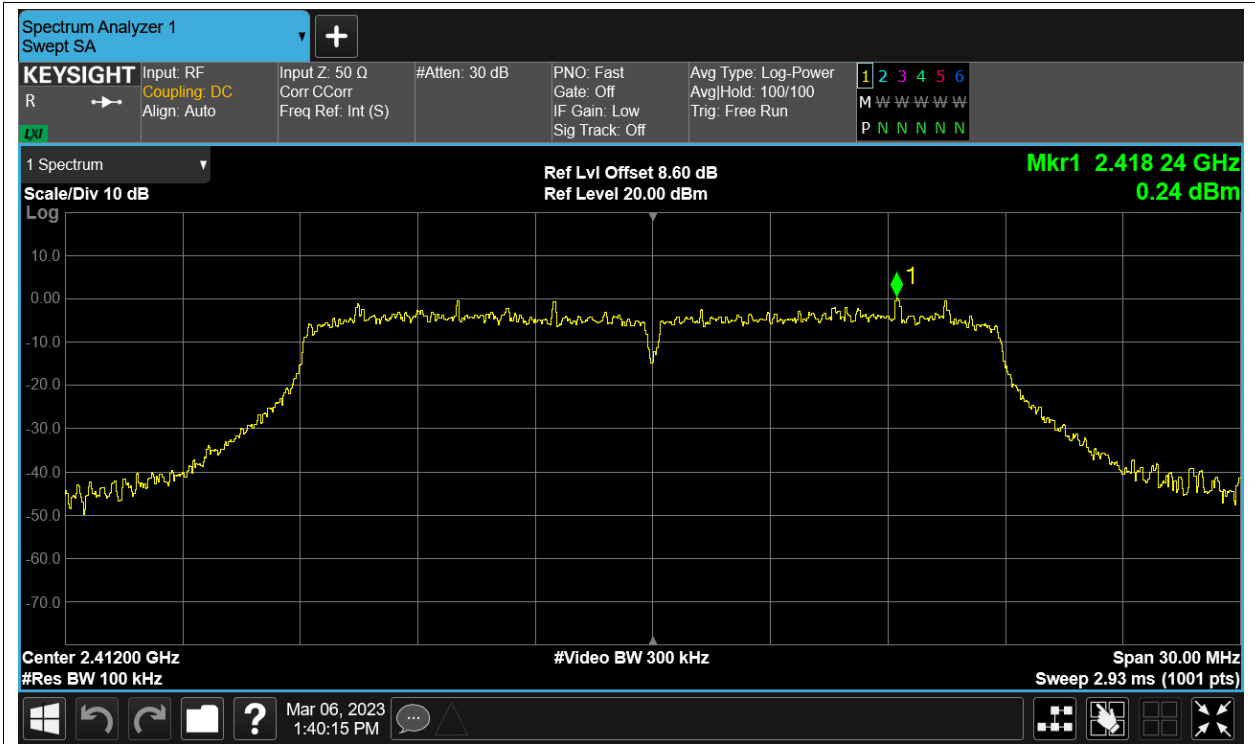 Spectrum Analyzer 1
Swept SA
KEYSIGHT
R
LXI
Input: RF
Coupling: DC
Align: Auto
Input Z: 50 Ω
Corr CCorr
Freq Ref: Int (S)
#Atten: 30 dB
PNO: Fast
Gate: Off
IF Gain: Low
Sig Track: Off
Avg Type: Log-Power
Avg|Hold: 100/100
Trig: Free Run
1 2 3 4 5 6
M W W W W W
P N N N N N
1 Spectrum
Scale/Div 10 dB
Log
Ref Lvl Offset 8.60 dB
Ref Level 20.00 dBm
Mkr1 2.418 24 GHz
0.24 dBm
10.0
0.00
-10.0
-20.0
-30.0
-40.0
-50.0
-60.0
-70.0
1
Center 2.41200 GHz
#Res BW 100 kHz
#Video BW 300 kHz
Span 30.00 MHz
Sweep 2.93 ms (1001 pts)
?
Mar 06, 2023
1:40:15 PM